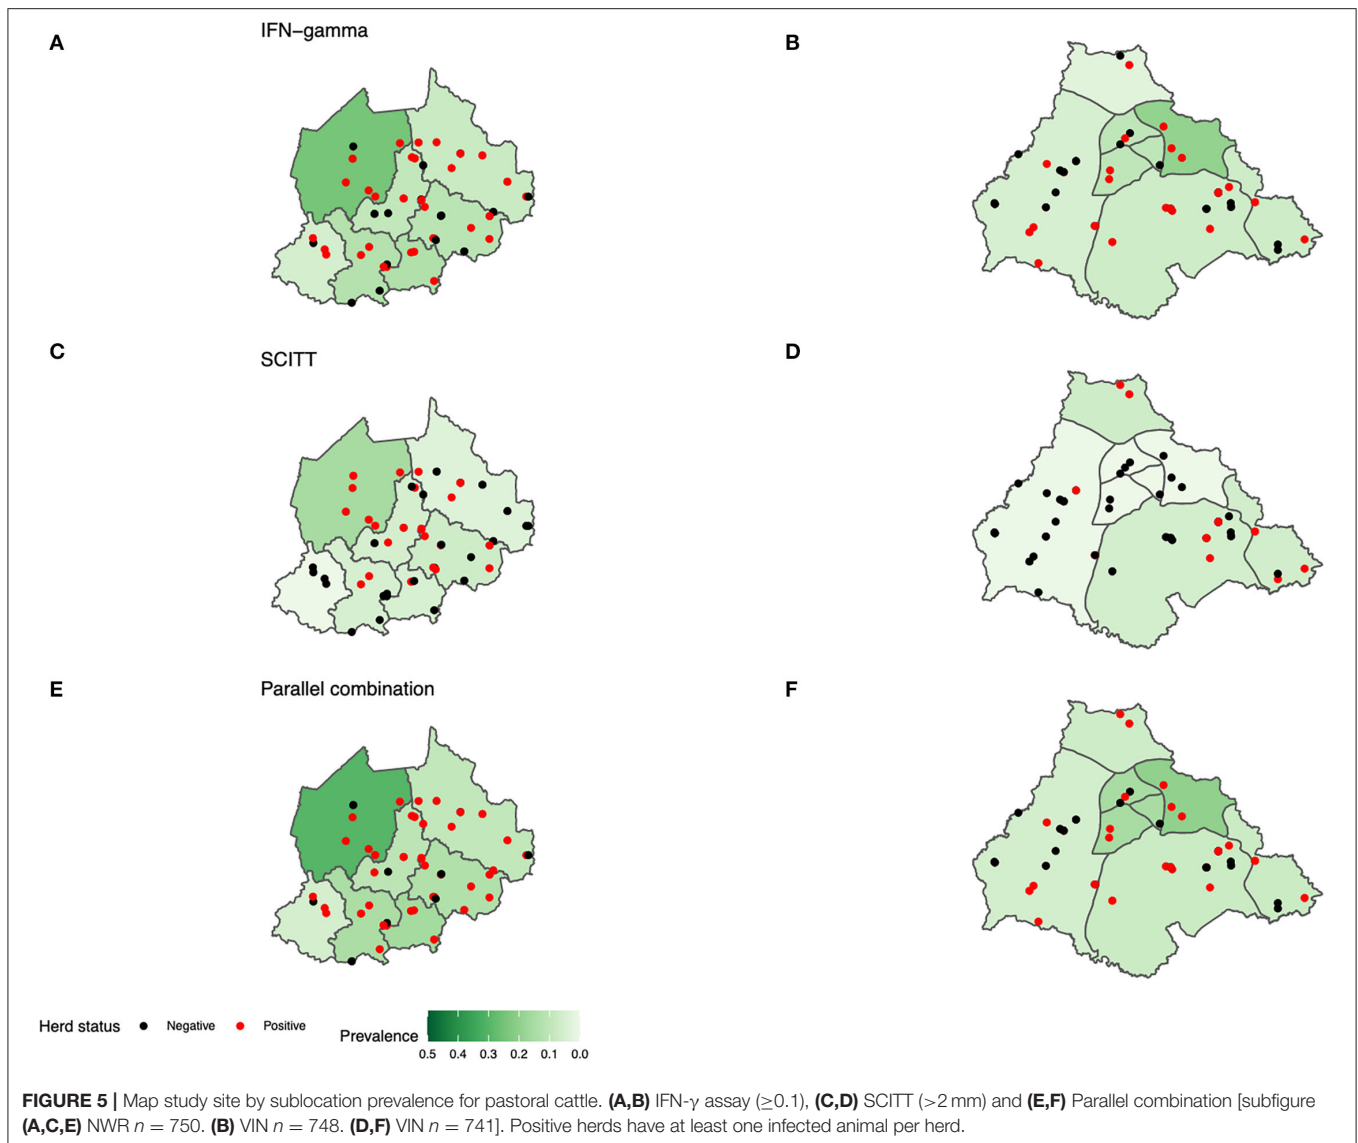 A
IFN−gamma
B
C
SCITT
D
E
Parallel combination
F
Herd status
Negative
Positive
Prevalence
0.5 0.4 0.3 0.2 0.1 0.0
FIGURE 5 | Map study site by sublocation prevalence for pastoral cattle. (A,B) IFN-γ assay (≥0.1), (C,D) SCITT (>2 mm) and (E,F) Parallel combination [subfigure
(A,C,E) NWR n = 750. (B) VIN n = 748. (D,F) VIN n = 741]. Positive herds have at least one infected animal per herd.